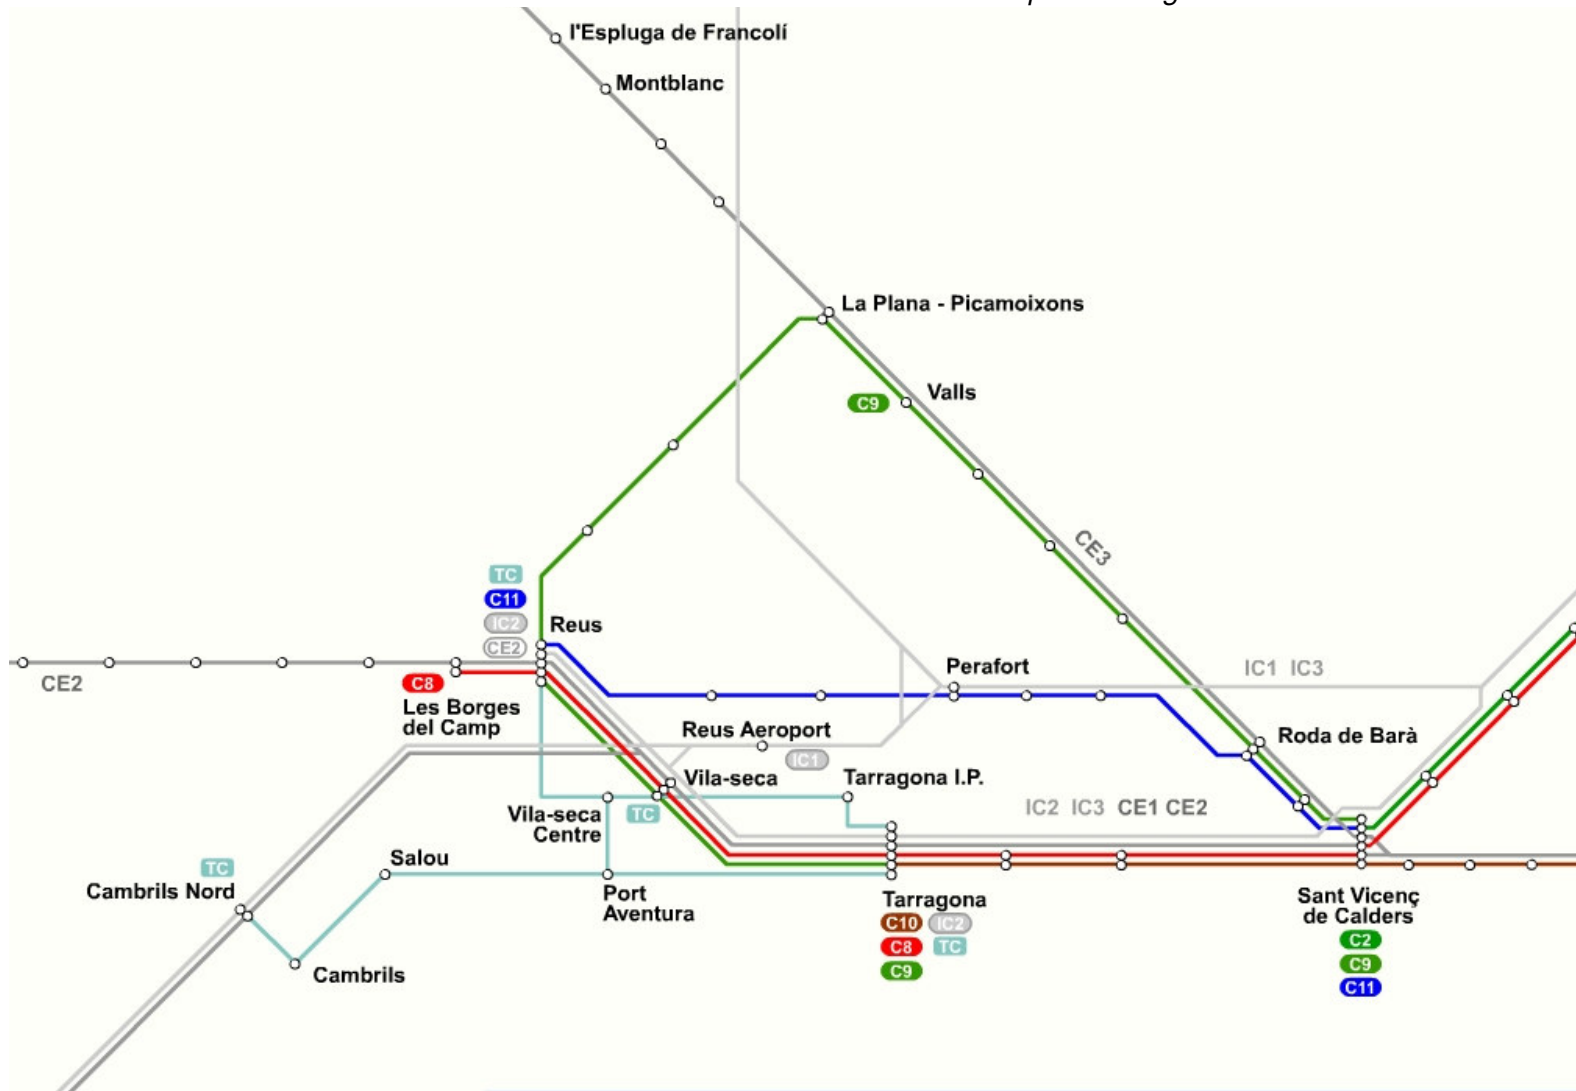 l'Espluga de Francolí
Montblanc
La Plana - Picamoixons
Valls
C9
CE3
TC
C11
IC2
CE2
Reus
CE2
C8
Les Borges
del Camp
Perafort
IC1 IC3
Reus Aeroport
IC1
Roda de Barà
Vila-seca
Tarragona I.P.
Vila-seca
Centre
TC
IC2 IC3 CE1 CE2
Salou
TC
Cambrils Nord
Port
Aventura
Cambrils
Tarragona
C10 IC2
C8 TC
C9
Sant Vicenç
de Calders
C2
C9
C11